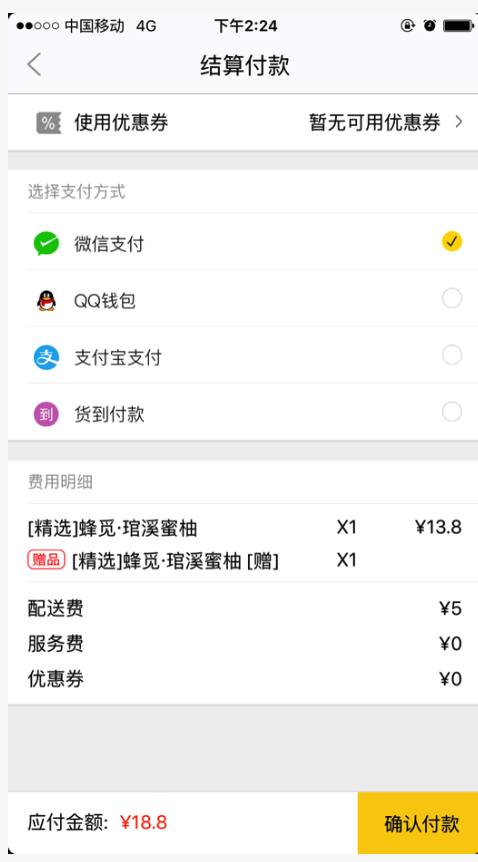 中国移动 4G 下午2:24
结算付款
% 使用优惠券 暂无可用优惠券
选择支付方式
微信支付
QQ钱包
支 支付宝支付
到 货到付款
费用明细
[精选]蜂觅·琯溪蜜柚 X1 ¥13.8
赠品 [精选]蜂觅·琯溪蜜柚 [赠] X1
配送费 ¥5
服务费 ¥0
优惠券 ¥0
应付金额: ¥18.8 确认付款